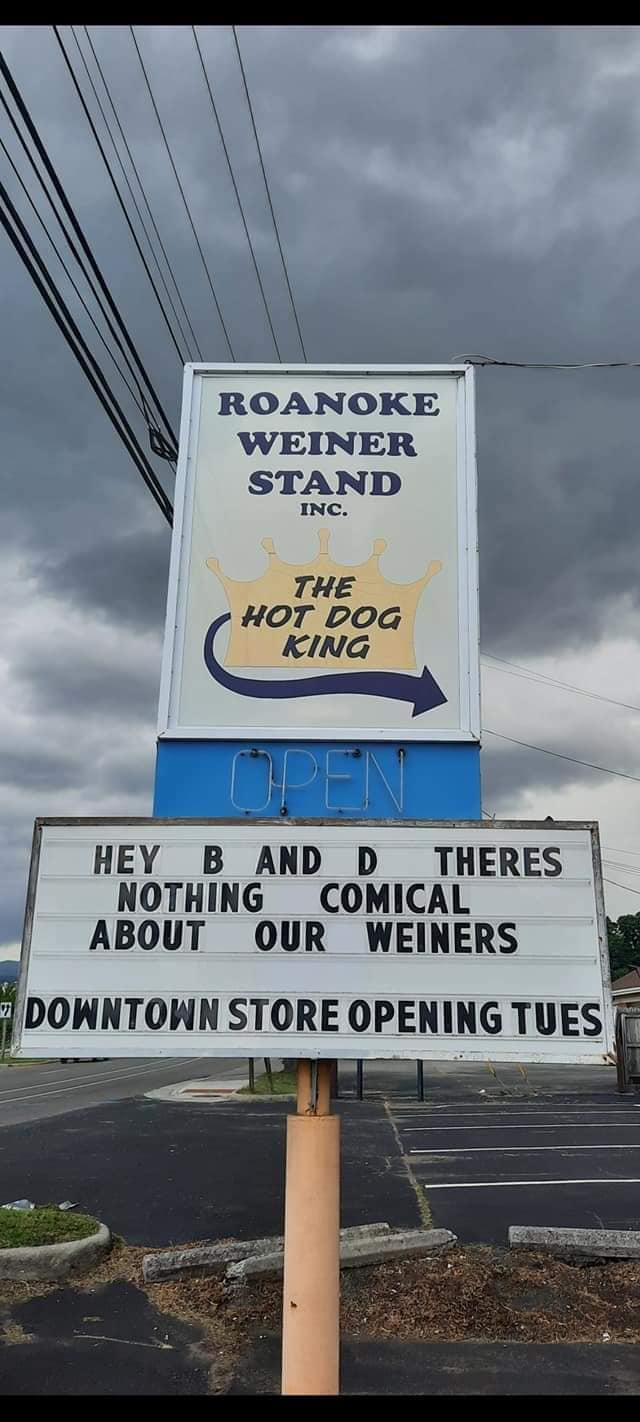 ROANOKE
WEINER
STAND
INC.
THE
HOT DOG
KING
OPEN
HEY B AND D THERES
NOTHING COMICAL
ABOUT OUR WEINERS
DOWNTOWN STORE OPENING TUES